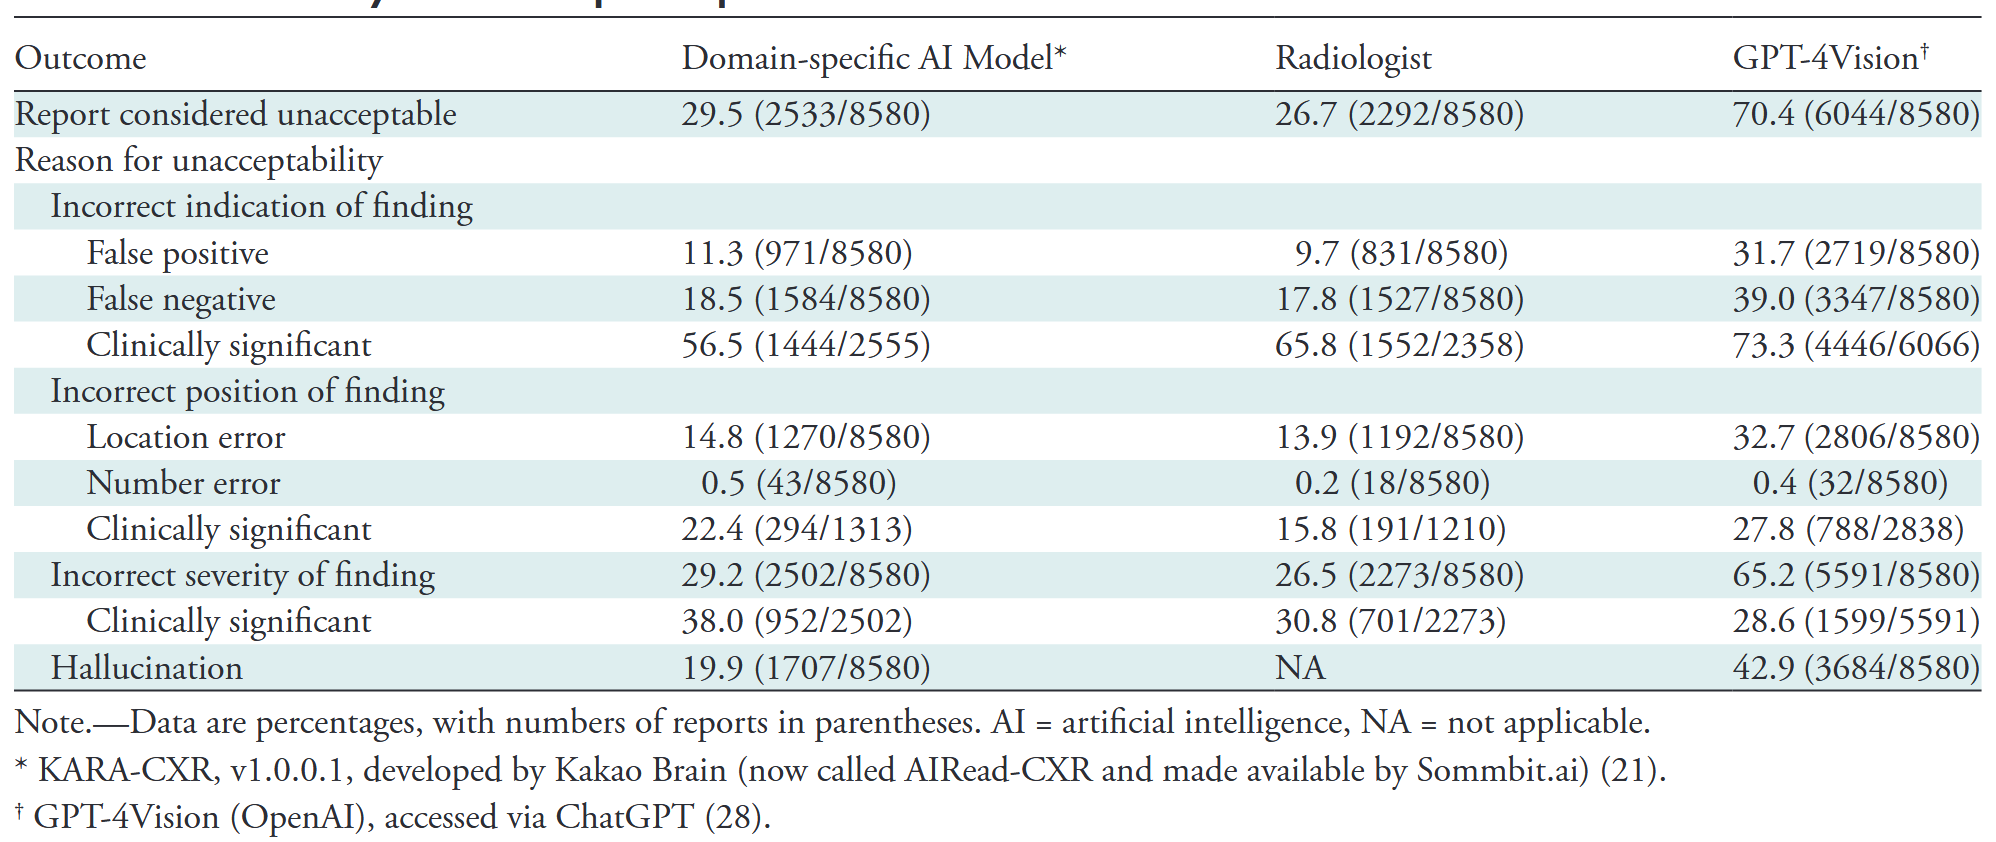 Outcome Domain-specific AI Model* Radiologist GPT-4Vision†
Report considered unacceptable 29.5 (2533/8580) 26.7 (2292/8580) 70.4 (6044/8580)
Reason for unacceptability
Incorrect indication of finding
False positive 11.3 (971/8580) 9.7 (831/8580) 31.7 (2719/8580)
False negative 18.5 (1584/8580) 17.8 (1527/8580) 39.0 (3347/8580)
Clinically significant 56.5 (1444/2555) 65.8 (1552/2358) 73.3 (4446/6066)
Incorrect position of finding
Location error 14.8 (1270/8580) 13.9 (1192/8580) 32.7 (2806/8580)
Number error 0.5 (43/8580) 0.2 (18/8580) 0.4 (32/8580)
Clinically significant 22.4 (294/1313) 15.8 (191/1210) 27.8 (788/2838)
Incorrect severity of finding 29.2 (2502/8580) 26.5 (2273/8580) 65.2 (5591/8580)
Clinically significant 38.0 (952/2502) 30.8 (701/2273) 28.6 (1599/5591)
Hallucination 19.9 (1707/8580) NA 42.9 (3684/8580)
Note.—Data are percentages, with numbers of reports in parentheses. AI = artificial intelligence, NA = not applicable.
* KARA-CXR, v1.0.0.1, developed by Kakao Brain (now called AIRead-CXR and made available by Sommbit.ai) (21).
† GPT-4Vision (OpenAI), accessed via ChatGPT (28).